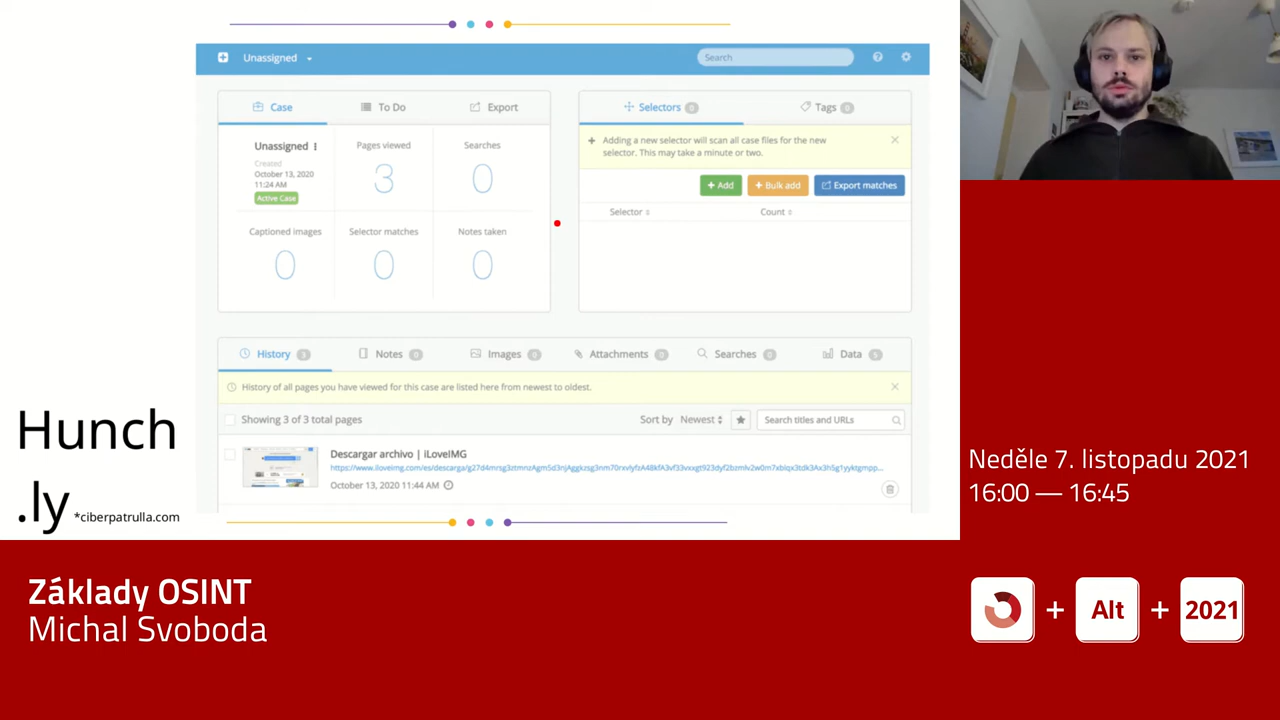 Unassigned
Search
Case
To Do
Export
Unassigned
Created
October 13, 2020
11:24 AM
Active Case
Pages viewed
3
Searches
0
Captioned images
0
Selector matches
0
Notes taken
0
Selectors 0
Tags 0
Adding a new selector will scan all case files for the new
selector. This may take a minute or two.
+ Add
+ Bulk add
Export matches
Selector
Count
History 3
Notes 0
Images 0
Attachments 0
Searches 0
Data 5
History of all pages you have viewed for this case are listed here from newest to oldest.
Showing 3 of 3 total pages
Sort by Newest
Search titles and URLs
Descargar archivo | iLoveIMG
October 13, 2020 11:44 AM
Hunch
.ly *ciberpatrulla.com
Neděle 7. listopadu 2021
16:00 — 16:45
Základy OSINT
Michal Svoboda
+ Alt + 2021